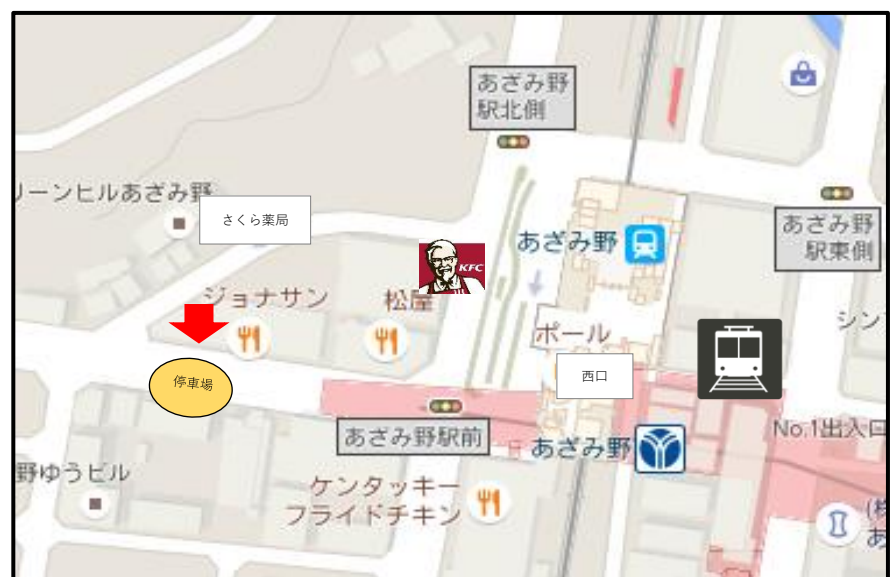 あざみ野
駅北側
リーンヒルあざみ野
さくら薬局
あざみ野
駅東側
あざみ野
KFC
ジョナサン
松屋
ポール
シン
停車場
西口
あざみ野駅前
あざみ野
No.1出入口
野ゆうビル
ケンタッキー
フライドチキン
(株
あ